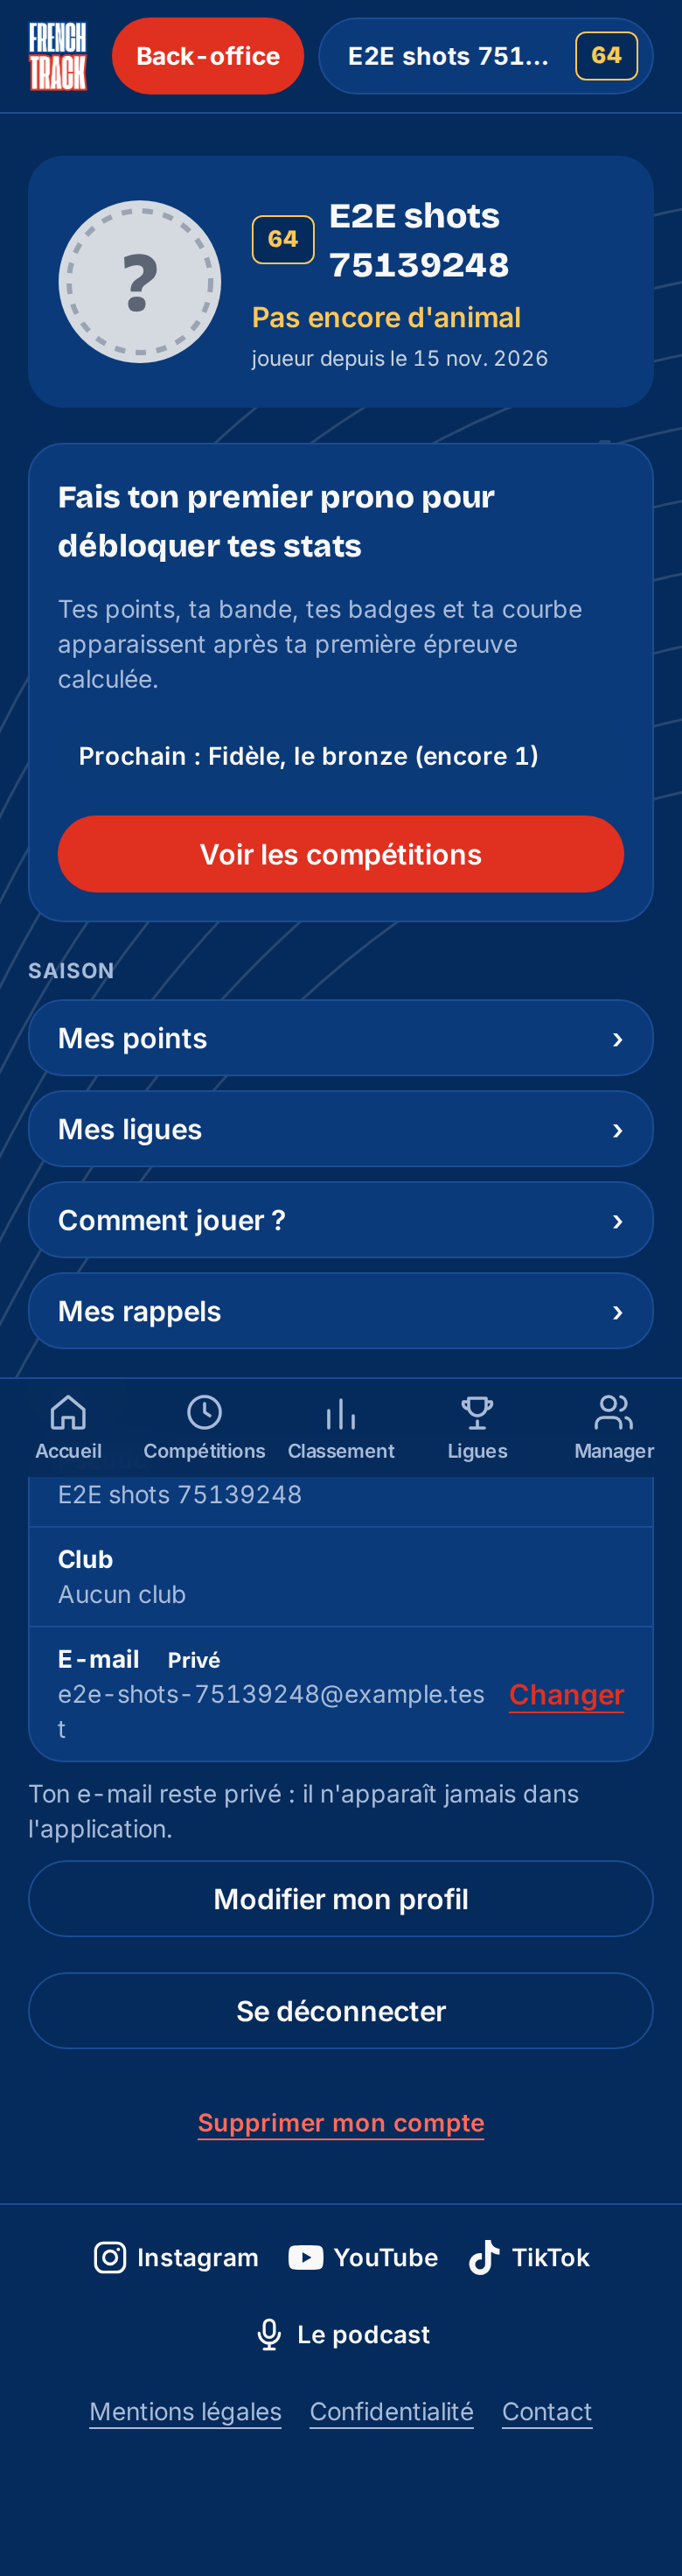 FRENCH
TRACK
Back-office
E2E shots 751...
64
?
64
E2E shots
75139248
Pas encore d'animal
joueur depuis le 15 nov. 2026
Fais ton premier prono pour
débloquer tes stats
Tes points, ta bande, tes badges et ta courbe
apparaissent après ta première épreuve
calculée.
Prochain : Fidèle, le bronze (encore 1)
Voir les compétitions
SAISON
Mes points
Mes ligues
Comment jouer ?
Mes rappels
Accueil
Compétitions
Classement
Ligues
Manager
E2E shots 75139248
Club
Aucun club
E-mail Privé
e2e-shots-75139248@example.tes
t
Changer
Ton e-mail reste privé : il n'apparaît jamais dans
l'application.
Modifier mon profil
Se déconnecter
Supprimer mon compte
Instagram
YouTube
TikTok
Le podcast
Mentions légales
Confidentialité
Contact